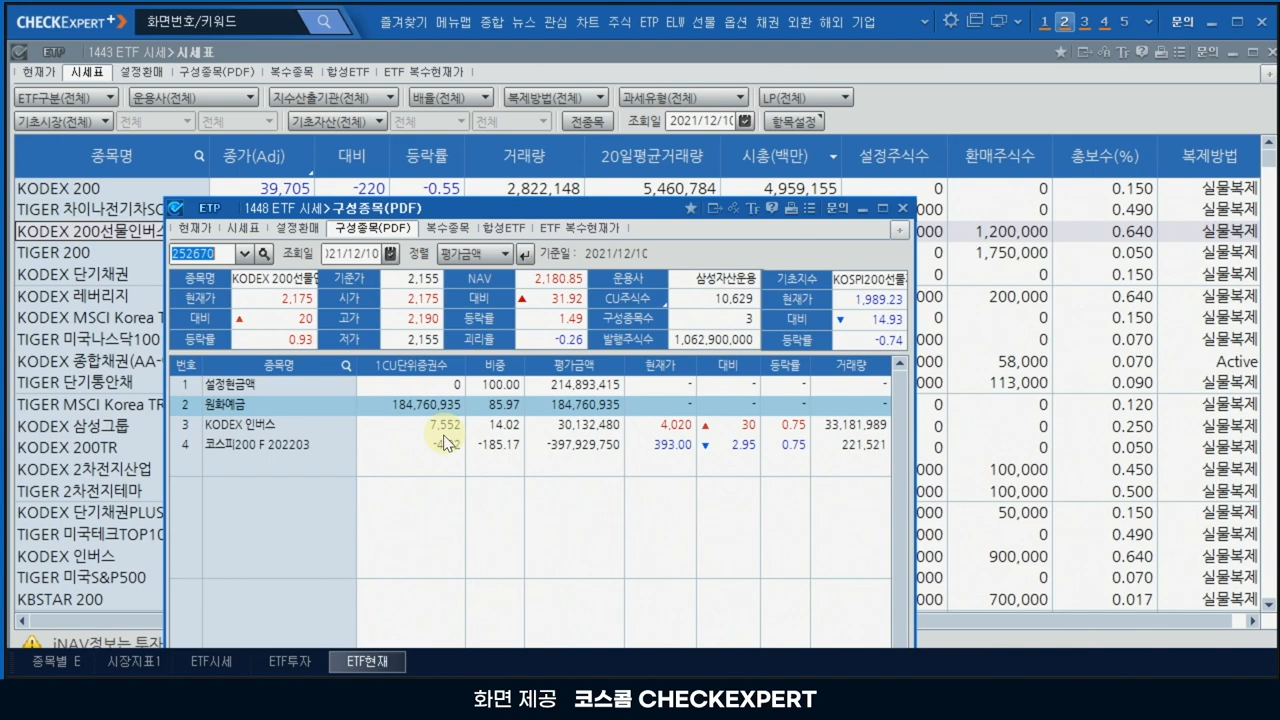 CHECKEXPERT+ 화면번호/키워드 즐겨찾기 메뉴맵 종합 뉴스 관심 차트 주식 ETP ELW 선물 옵션 채권 외환 해외 기업 1 2 3 4 5 문의
ETP 1443 ETF 시세>시세표 문의
현재가 시세표 설정환매 구성종목(PDF) 복수종목 합성ETF ETF 복수현재가
ETF구분(전체) 운용사(전체) 지수산출기관(전체) 배율(전체) 복제방법(전체) 과세유형(전체) LP(전체)
기초시장(전체) 전체 전체 기초자산(전체) 전체 전체 전종목 조회일 2021/12/10 항목설정
종목명 종가(Adj) 대비 등락률 거래량 20일평균거래량 시총(백만) 설정주식수 환매주식수 총보수(%) 복제방법
KODEX 200 39,705 -220 -0.55 2,822,148 5,460,784 4,959,155 0 0 0.150 실물복제
TIGER 차이나전기차SO 000 0 0.490 실물복제
KODEX 200선물인버스 000 1,200,000 0.640 실물복제
TIGER 200 000 1,750,000 0.050 실물복제
KODEX 단기채권 000 0 0.150 실물복제
KODEX 레버리지 000 200,000 0.640 실물복제
KODEX MSCI Korea T 000 0 0.070 실물복제
TIGER 미국나스닥100 000 0 0.070 실물복제
KODEX 종합채권(AA- 000 58,000 0.070 Active
TIGER 단기통안채 000 113,000 0.090 실물복제
TIGER MSCI Korea TR 0 0 0.120 실물복제
KODEX 삼성그룹 000 0 0.250 실물복제
KODEX 200TR 000 0 0.050 실물복제
KODEX 2차전지산업 000 100,000 0.450 실물복제
TIGER 2차전지테마 000 100,000 0.500 실물복제
KODEX 단기채권PLUS 000 50,000 0.150 실물복제
TIGER 미국테크TOP10 000 0 0.490 실물복제
KODEX 인버스 000 900,000 0.640 실물복제
TIGER 미국S&P500 000 0 0.070 실물복제
KBSTAR 200 000 700,000 0.017 실물복제
iNAV정보는 투자
ETP 1448 ETF 시세>구성종목(PDF) 문의
현재가 시세표 설정환매 구성종목(PDF) 복수종목 합성ETF ETF 복수현재가
252670 조회일 021/12/10 정렬 평가금액 기준일 : 2021/12/10
종목명 KODEX 200선물인 기준가 2,155 NAV 2,180.85 운용사 삼성자산운용 기초지수 KOSPI200선물
현재가 2,175 시가 2,175 대비 ▲ 31.92 CU주식수 10,629 현재가 1,989.23
대비 ▲ 20 고가 2,190 등락률 1.49 구성종목수 3 대비 ▼ 14.93
등락률 0.93 저가 2,155 괴리율 -0.26 발행주식수 1,062,900,000 등락률 -0.74
번호 종목명 1CU단위증권수 비중 평가금액 현재가 대비 등락률 거래량
1 설정현금액 0 100.00 214,893,415 - - - -
2 원화예금 184,760,935 85.97 184,760,935 - - - -
3 KODEX 인버스 7,552 14.02 30,132,480 4,020 ▲ 30 0.75 33,181,989
4 코스피200 F 202203 -185.17 -397,929,750 393.00 ▼ 2.95 0.75 221,521
종목별 E 시장지표1 ETF시세 ETF투자 ETF현재
화면 제공 코스콤 CHECKEXPERT